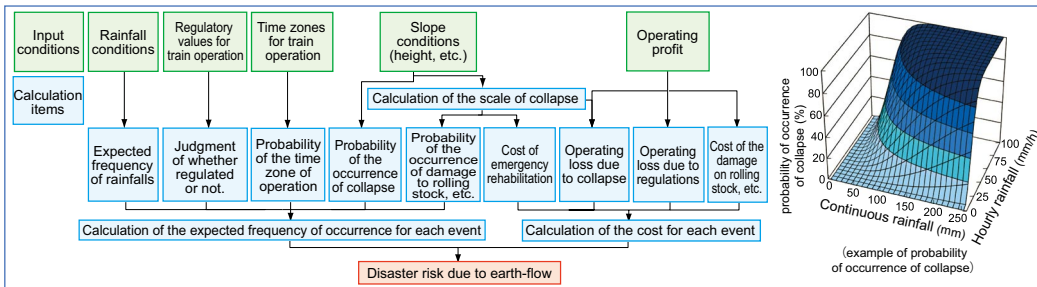 Input
conditions
Rainfall
conditions
Regulatory
values for
train operation
Time zones
for train
operation
Slope
conditions
(height, etc.)
Operating
profit
Calculation
items
Calculation of the scale of collapse
Expected
frequency
of rainfalls
Judgment
of whether
regulated or
not.
Probability
of the time
zone of
operation
Probability
of the
occurrence
of collapse
Probability
of the
occurrence
of damage
to rolling
stock, etc.
Cost of
emergency
rehabilitation
Operating
loss due
to collapse
Operating
loss due to
regulations
Cost of the
damage
on rolling
stock, etc.
Calculation of the expected frequency of occurrence for each event
Calculation of the cost for each event
Disaster risk due to earth-flow
probability of occurrence
of collapse (%)
100
80
60
40
20
0
0
50
100
150
200
250
Continuous rainfall (mm)
0
25
50
75
100
Hourly rainfall (mm/h)
(example of probability
of occurrence of collapse)